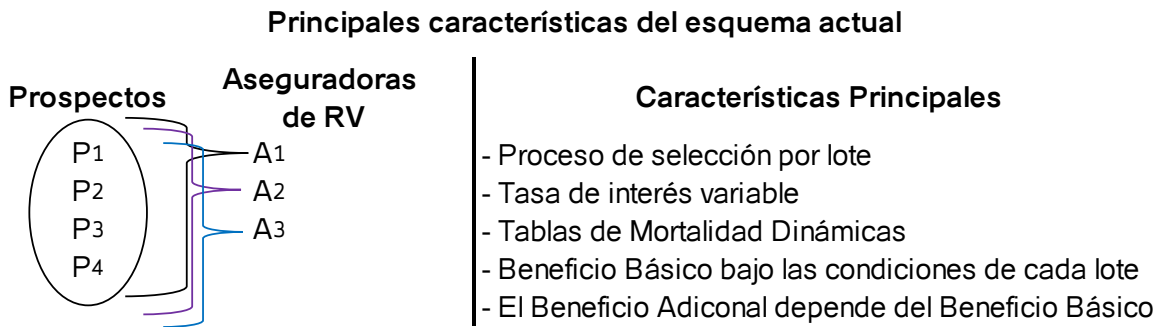 Principales características del esquema actual
Prospectos
P1
P2
P3
P4
Aseguradoras
de RV
A1
A2
A3
Características Principales
- Proceso de selección por lote
- Tasa de interés variable
- Tablas de Mortalidad Dinámicas
- Beneficio Básico bajo las condiciones de cada lote
- El Beneficio Adiconal depende del Beneficio Básico